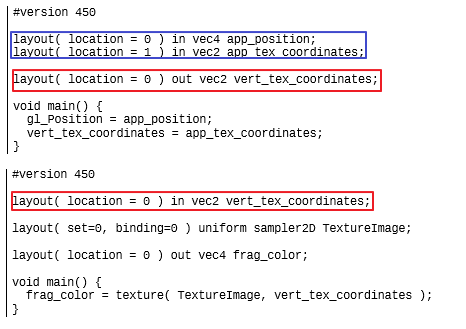 #version 450
layout( location = 0 ) in vec4 app_position;
layout( location = 1 ) in vec2 app_tex_coordinates;
layout( location = 0 ) out vec2 vert_tex_coordinates;
void main() {
gl_Position = app_position;
vert_tex_coordinates = app_tex_coordinates;
}
#version 450
layout( location = 0 ) in vec2 vert_tex_coordinates;
layout( set=0, binding=0 ) uniform sampler2D TextureImage;
layout( location = 0 ) out vec4 frag_color;
void main() {
frag_color = texture( TextureImage, vert_tex_coordinates );
}